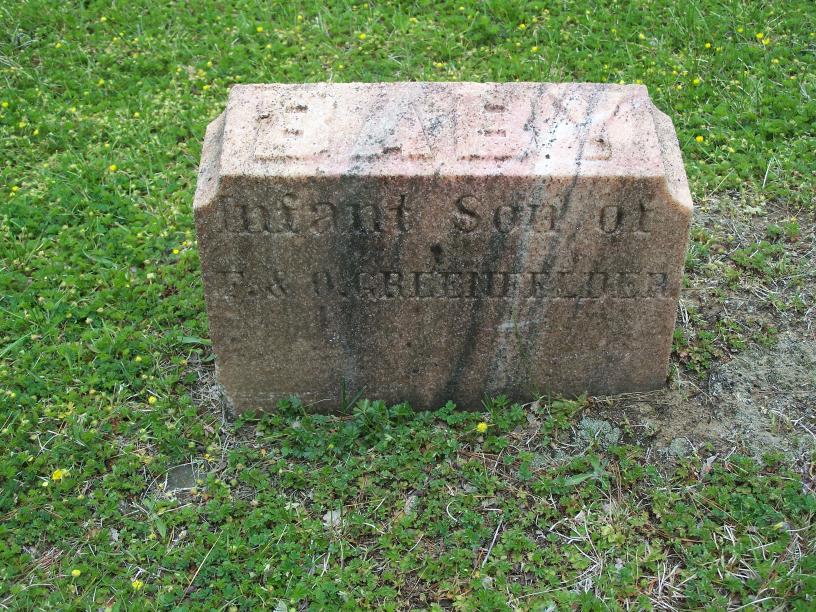 BABY
Infant Son of
F. & O. GREENFELDER